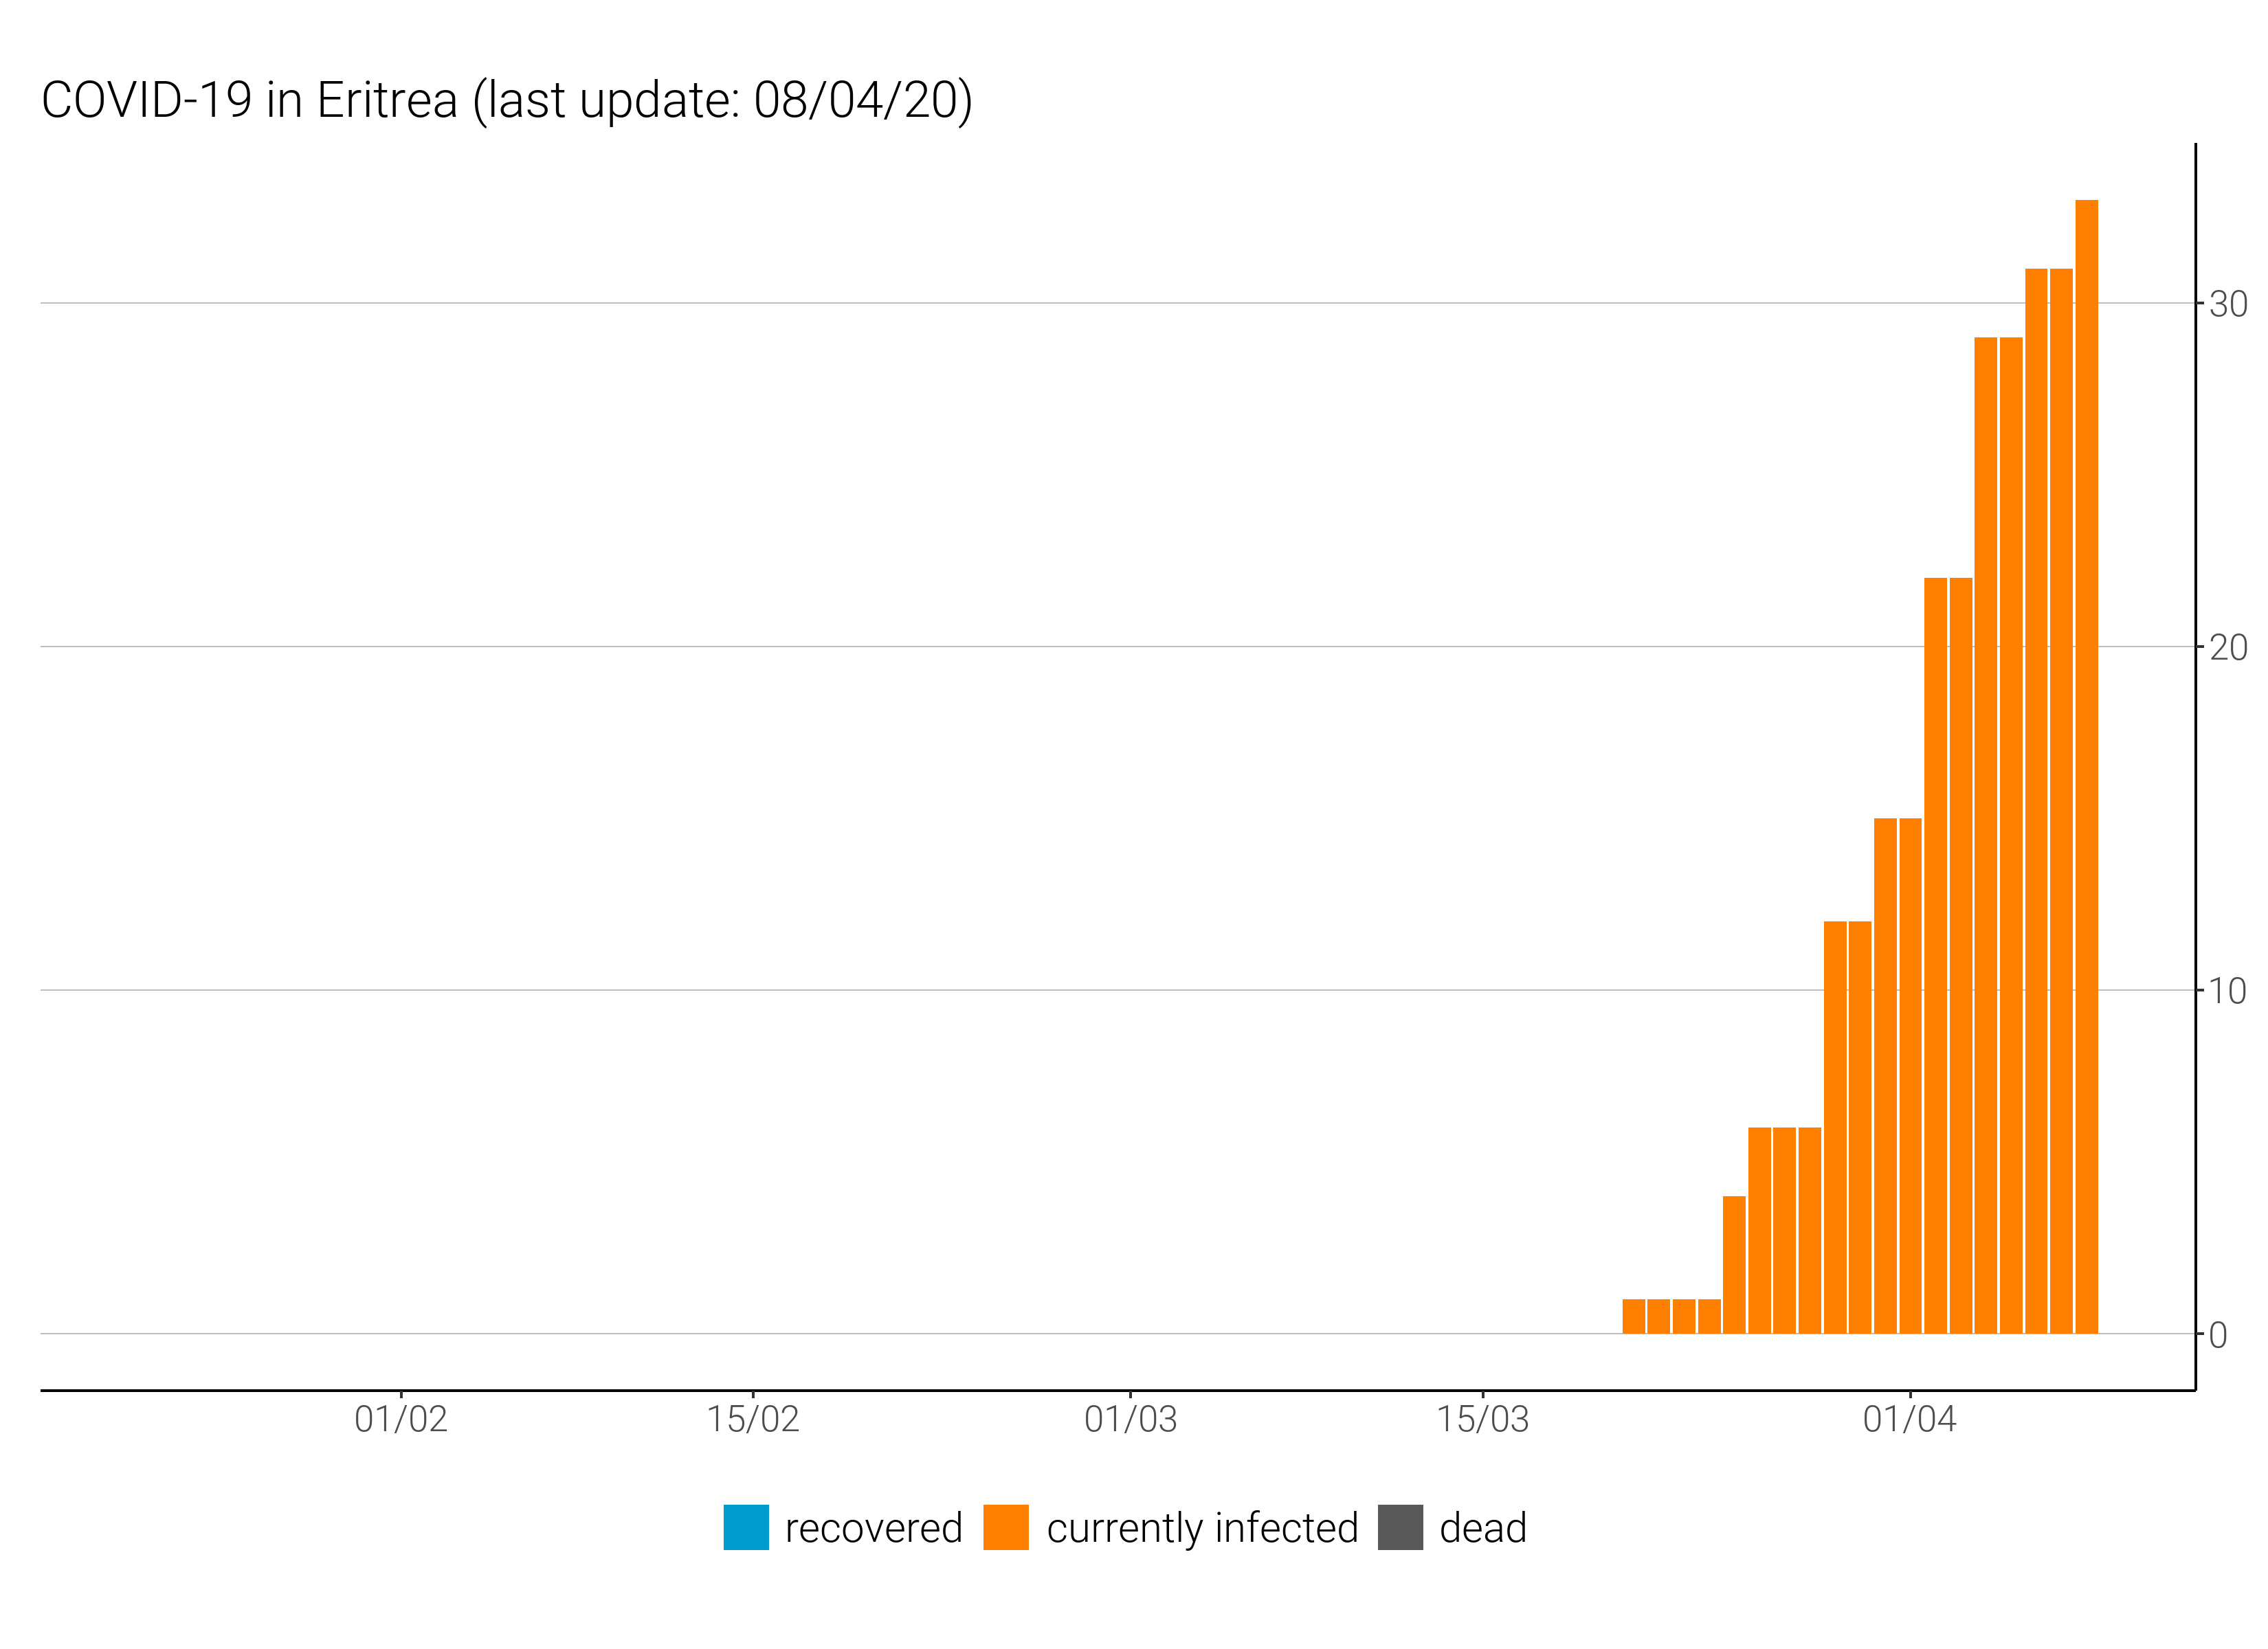 COVID-19 in Eritrea (last update: 08/04/20)
30
20
10
0
01/02 15/02 01/03 15/03 01/04
recovered currently infected dead